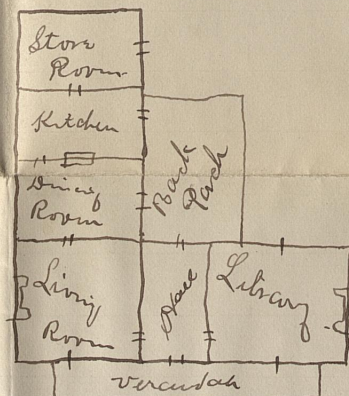 Store
Room
Kitchen
Dining
Room
Back
Porch
Living
Room
Hall
Library
Verandah